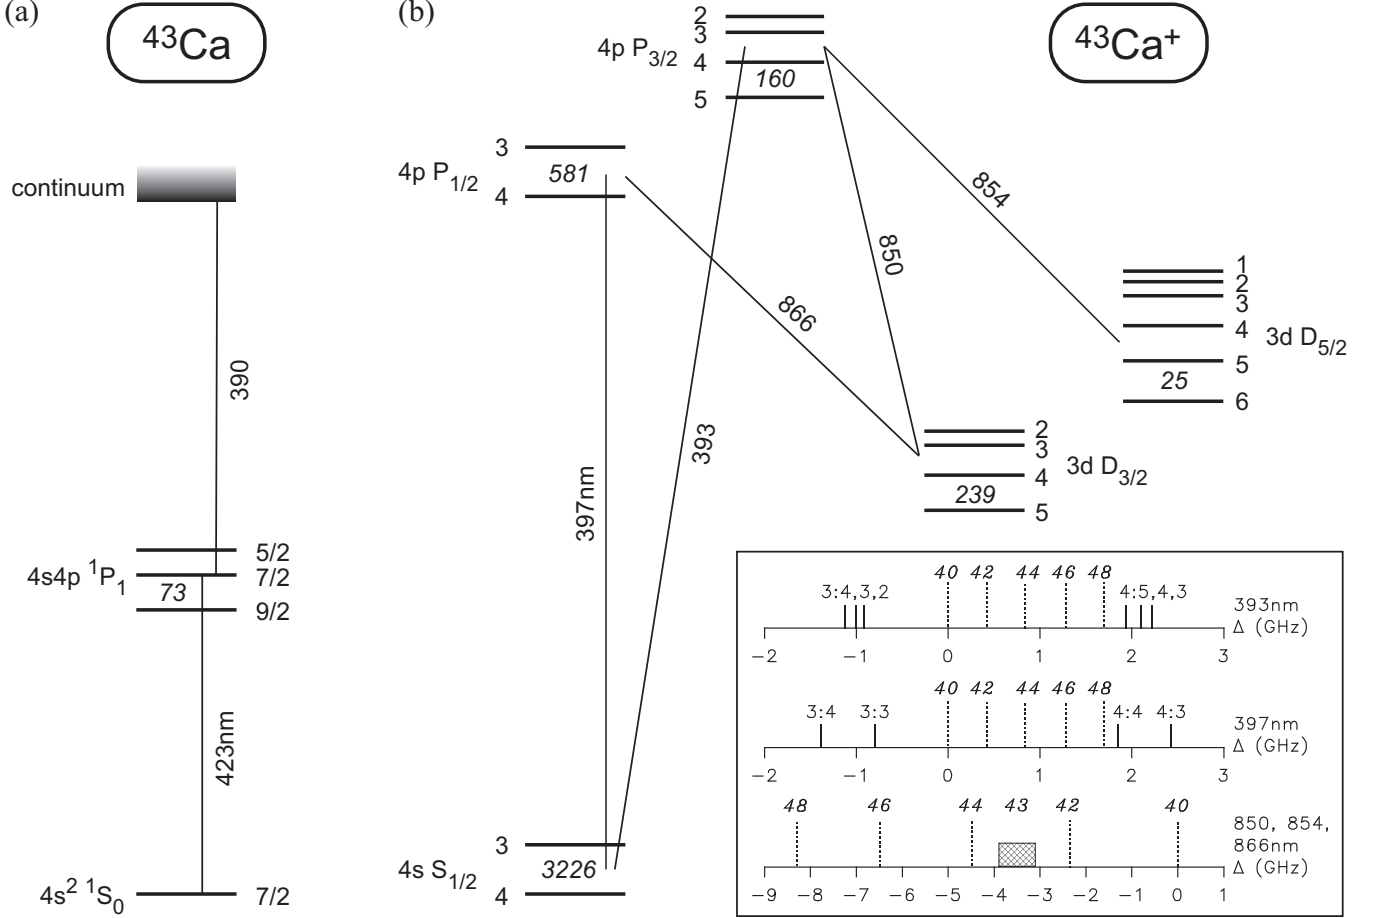 (a)
⁴³Ca
continuum
390
5/2
4s4p ¹P₁
7/2
73
9/2
423nm
4s² ¹S₀
7/2
(b)
⁴³Ca⁺
2
3
4p P₃/₂
4
160
5
3
4p P₁/₂
581
4
854
850
866
393
397nm
1
2
3
4
3d D₅/₂
5
25
6
2
3
4
3d D₃/₂
239
5
3
4s S₁/₂
3226
4
40 42 44 46 48
3:4,3,2 4:5,4,3
393nm
Δ (GHz)
−2 −1 0 1 2 3
40 42 44 46 48
3:4 3:3 4:4 4:3
397nm
Δ (GHz)
−2 −1 0 1 2 3
48 46 44 43 42 40
850, 854,
866nm
Δ (GHz)
−9 −8 −7 −6 −5 −4 −3 −2 −1 0 1